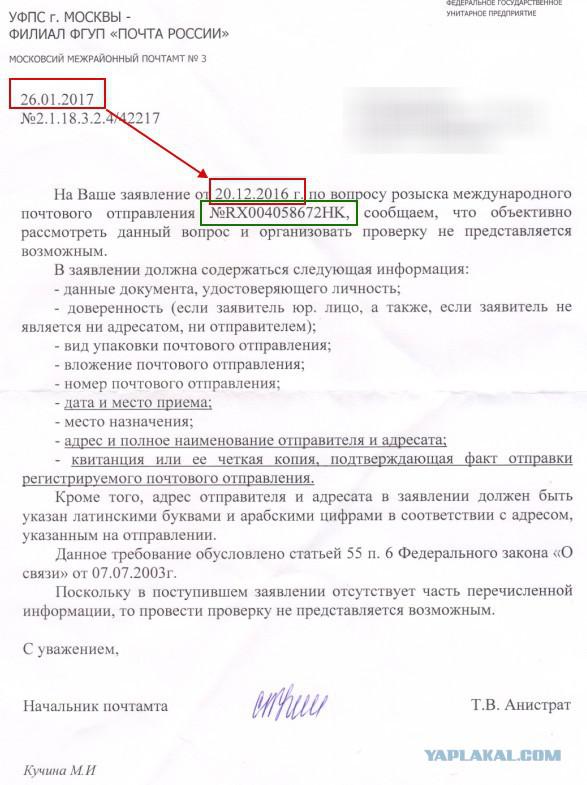 ФЕДЕРАЛЬНОЕ ГОСУДАРСТВЕННОЕ
УНИТАРНОЕ ПРЕДПРИЯТИЕ
УФПС г. МОСКВЫ -
ФИЛИАЛ ФГУП «ПОЧТА РОССИИ»
МОСКОВСИЙ МЕЖРАЙОННЫЙ ПОЧТАМТ № 3
26.01.2017
№2.1.18.3.2.4/42217
На Ваше заявление от 20.12.2016 г. по вопросу розыска международного
почтового отправления №RX004058672HK, сообщаем, что объективно
рассмотреть данный вопрос и организовать проверку не представляется
возможным.
В заявлении должна содержаться следующая информация:
- данные документа, удостоверяющего личность;
- доверенность (если заявитель юр. лицо, а также, если заявитель не
является ни адресатом, ни отправителем);
- вид упаковки почтового отправления;
- вложение почтового отправления;
- номер почтового отправления;
- дата и место приема;
- место назначения;
- адрес и полное наименование отправителя и адресата;
- квитанция или ее четкая копия, подтверждающая факт отправки
регистрируемого почтового отправления.
Кроме того, адрес отправителя и адресата в заявлении должен быть
указан латинскими буквами и арабскими цифрами в соответствии с адресом,
указанным на отправлении.
Данное требование обусловлено статьей 55 п. 6 Федерального закона «О
связи» от 07.07.2003г.
Поскольку в поступившем заявлении отсутствует часть перечисленной
информации, то провести проверку не представляется возможным.
С уважением,
Начальник почтамта
Т.В. Анистрат
YAPLAKAL.COM
Кучина М.И